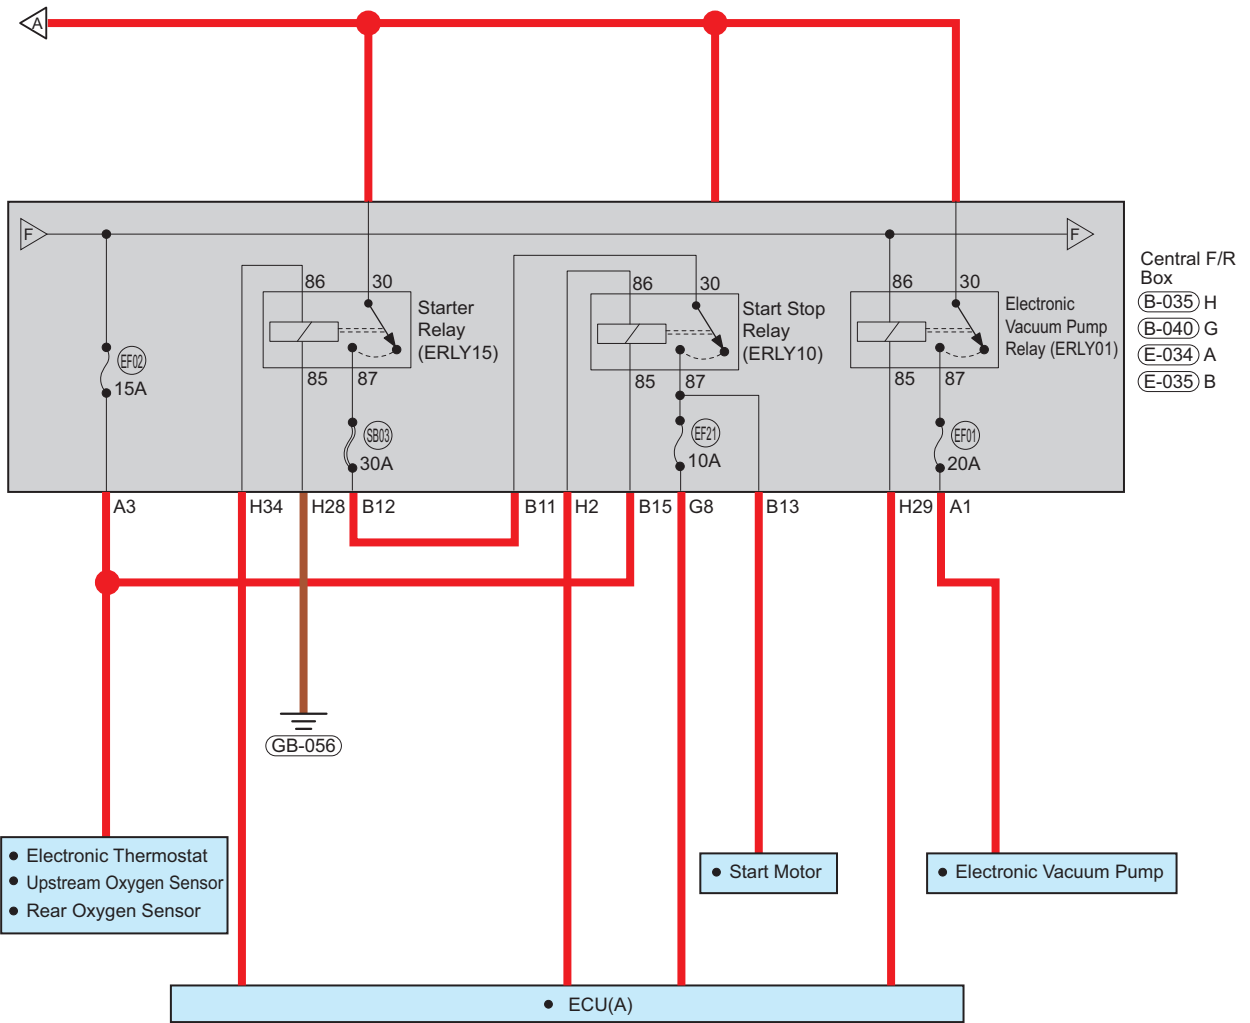 A
F
F
86
30
86
30
86
30
Starter
Relay
(ERLY15)
Start Stop
Relay
(ERLY10)
Electronic
Vacuum Pump
Relay (ERLY01)
Central F/R
Box
B-035 H
B-040 G
E-034 A
E-035 B
EF02
15A
85
87
85
87
85
87
SB03
30A
EF21
10A
EF01
20A
A3
H34
H28
B12
B11
H2
B15
G8
B13
H29
A1
GB-056
• Electronic Thermostat
• Upstream Oxygen Sensor
• Rear Oxygen Sensor
• Start Motor
• Electronic Vacuum Pump
• ECU(A)